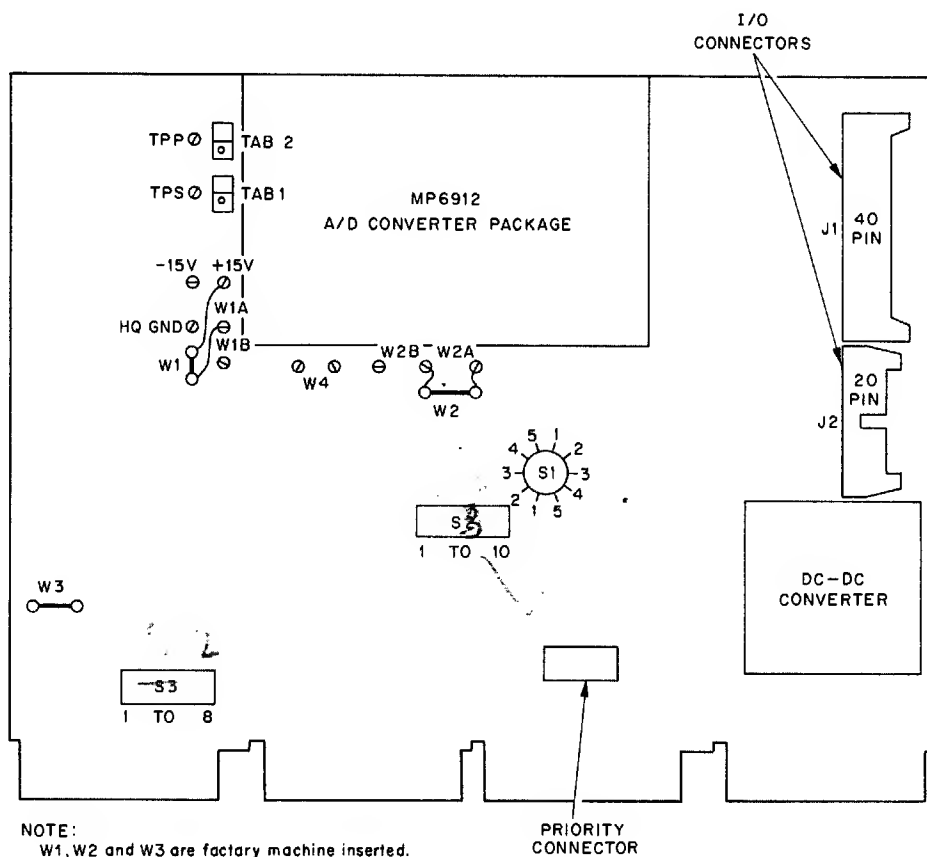 I/O
CONNECTORS
TPP
TAB 2
TPS
TAB 1
MP6912
A/D CONVERTER PACKAGE
J1
40
PIN
-15V
+15V
W1A
HQ GND
W1B
W1
W4
W2B
W2A
W2
20
PIN
J2
5
1
4
2
3
S1
3
2
4
1
5
1 TO 10
DC-DC
CONVERTER
W3
2
S3
1 TO 8
NOTE:
W1, W2 and W3 are factory machine inserted.
PRIORITY
CONNECTOR